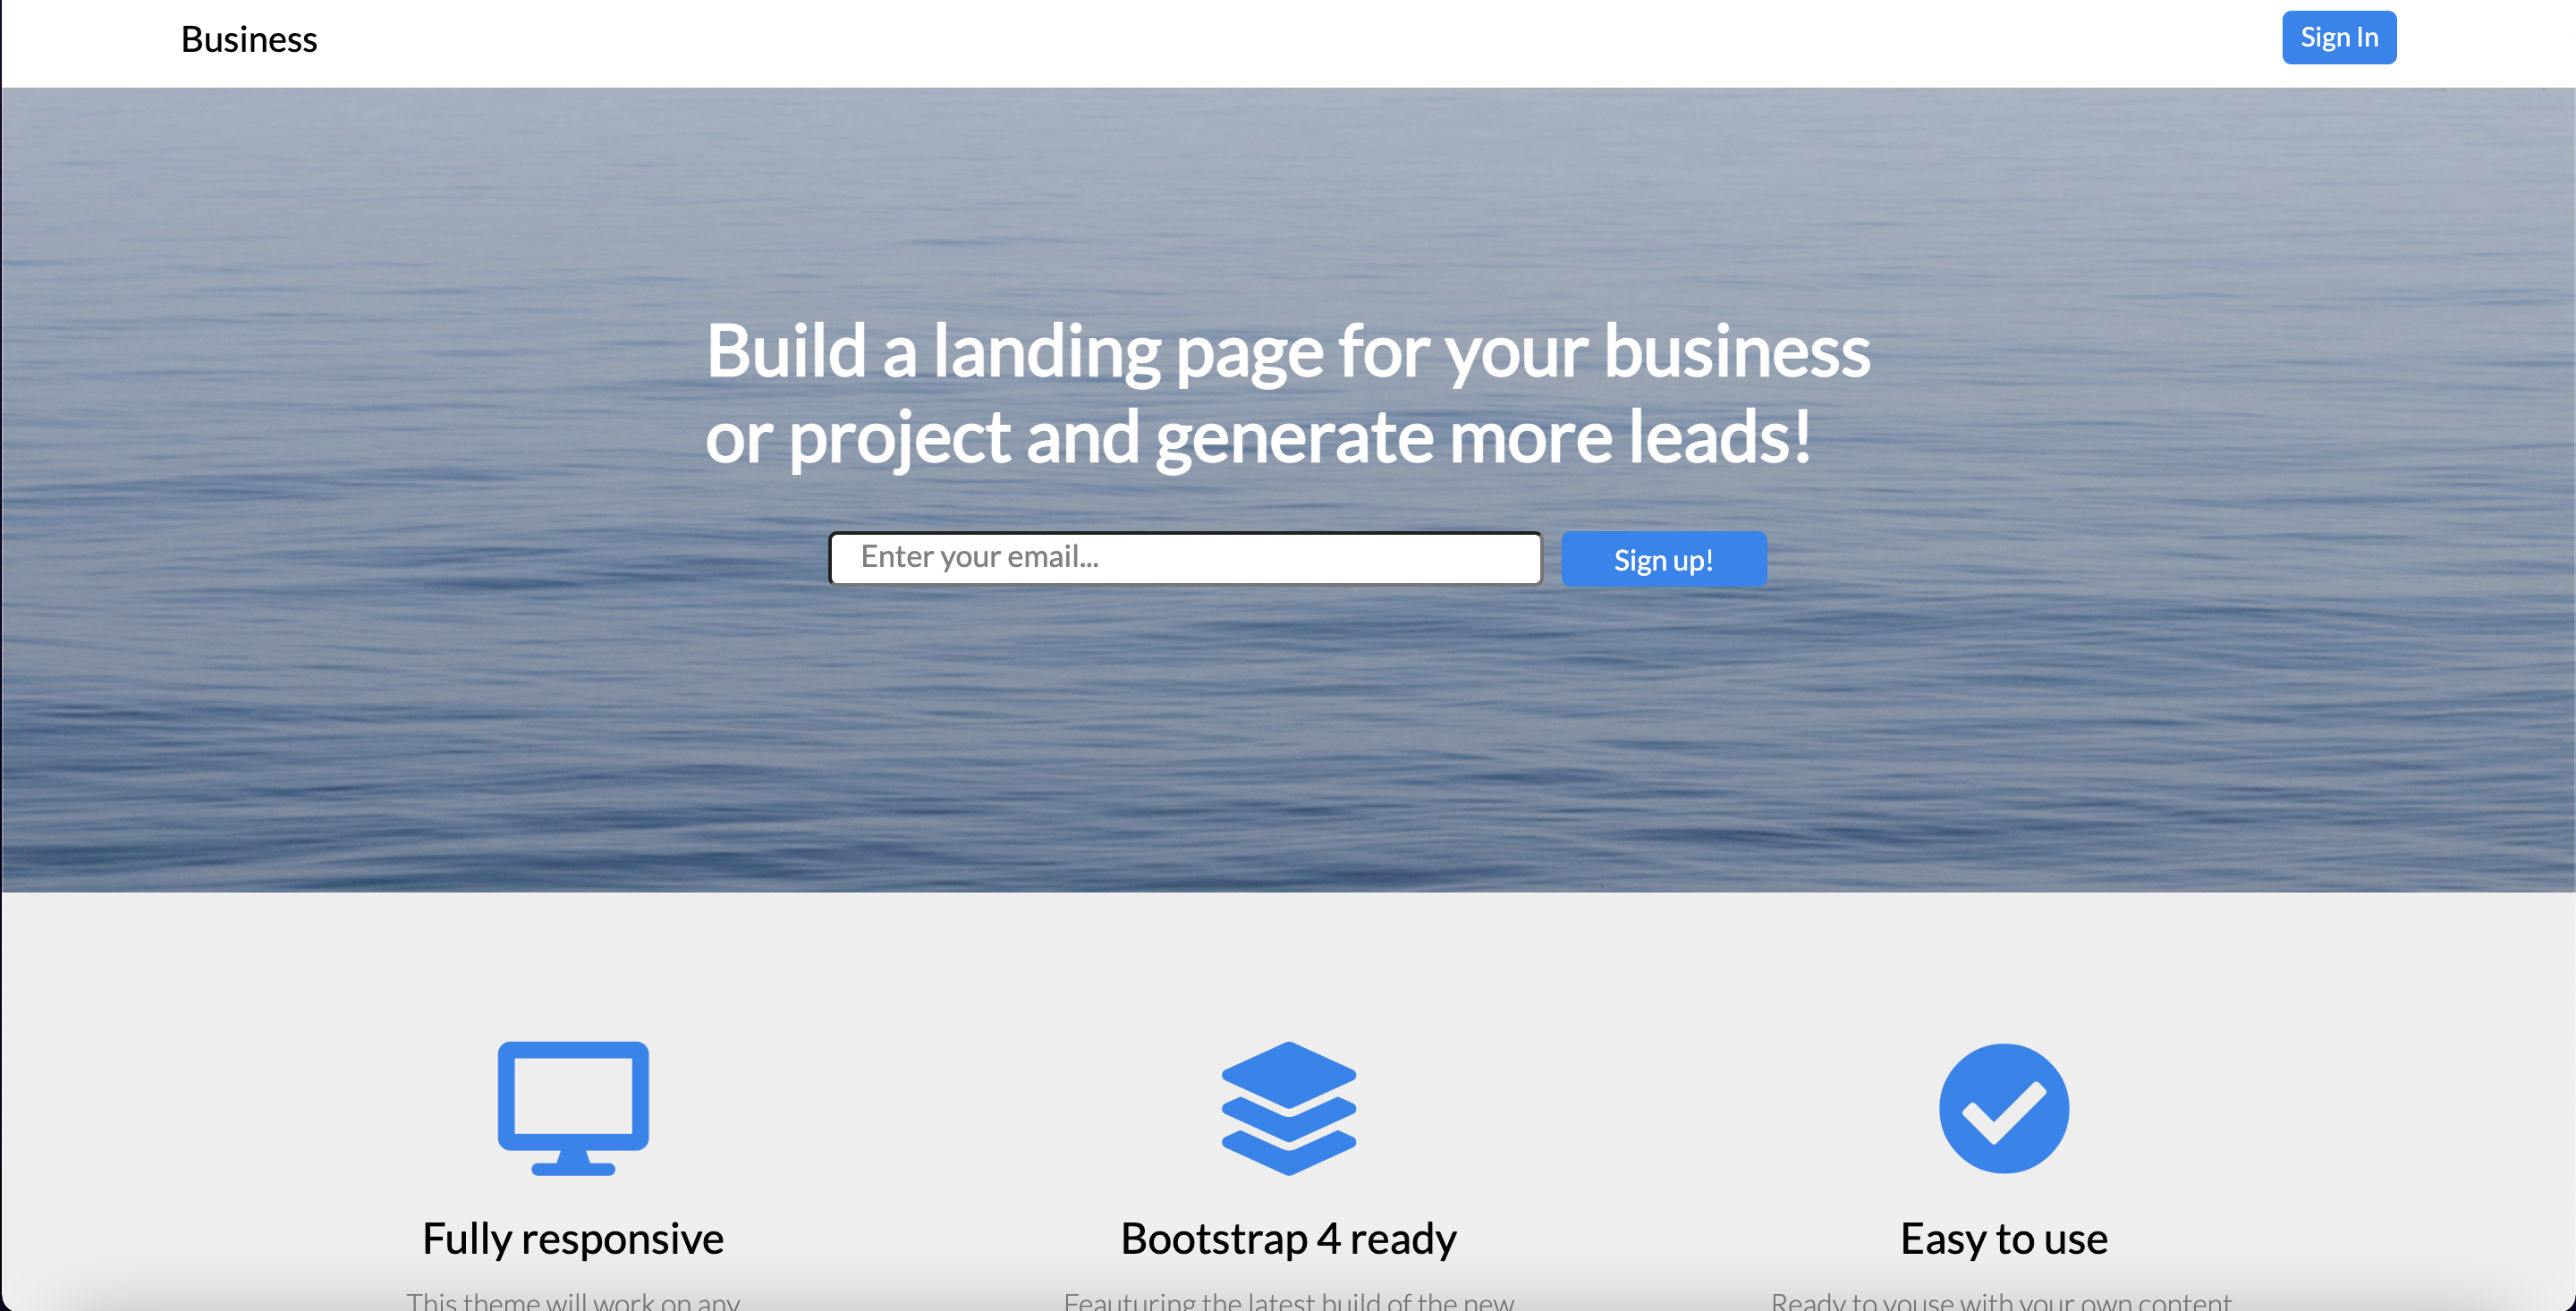 Business
Sign In
Build a landing page for your business
or project and generate more leads!
Enter your email...
Sign up!
Fully responsive
Bootstrap 4 ready
Easy to use
This theme will work on any
Feauturing the latest build of the new
Ready to youse with your own content